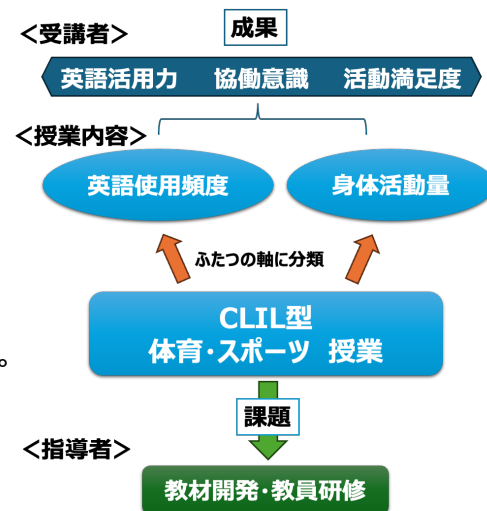 成果
＜受講者＞
英語活用力 協働意識 活動満足度
＜授業内容＞
英語使用頻度 身体活動量
ふたつの軸に分類
CLIL型
体育・スポーツ 授業
。
課題
＜指導者＞
教材開発・教員研修